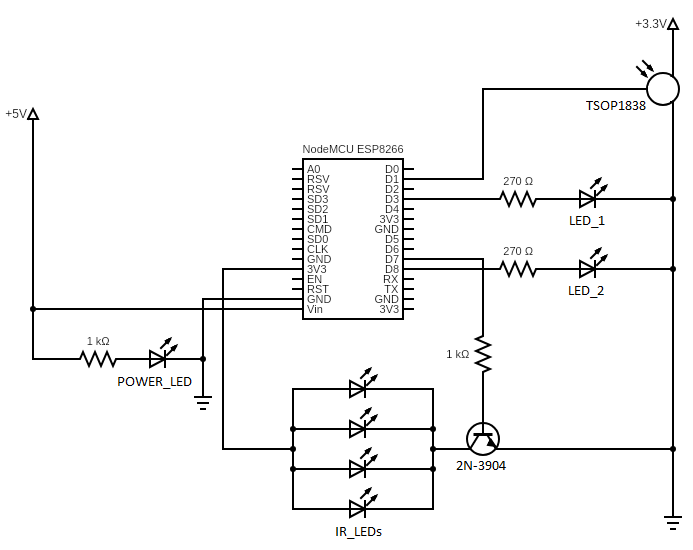 +3.3V
TSOP1838
+5V
NodeMCU ESP8266
A0 D0
RSV D1
RSV D2
SD3 D3
SD2 D4
SD1 3V3
CMD GND
SD0 D5
CLK D6
GND D7
3V3 D8
EN RX
RST TX
GND GND
Vin 3V3
270 Ω
LED_1
270 Ω
LED_2
1 kΩ
POWER_LED
1 kΩ
2N-3904
IR_LEDs